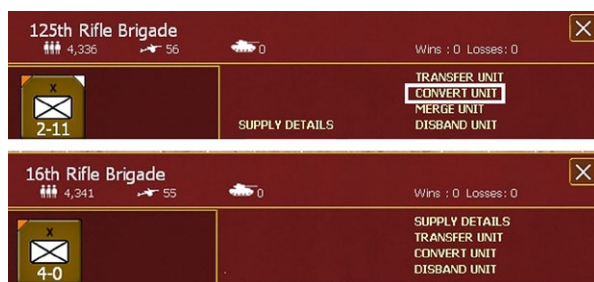 125th Rifle Brigade
4,336 56 0 Wins : 0 Losses: 0
x
2-11
SUPPLY DETAILS
TRANSFER UNIT
CONVERT UNIT
MERGE UNIT
DISBAND UNIT
16th Rifle Brigade
4,341 55 0 Wins : 0 Losses: 0
x
4-0
SUPPLY DETAILS
TRANSFER UNIT
CONVERT UNIT
DISBAND UNIT